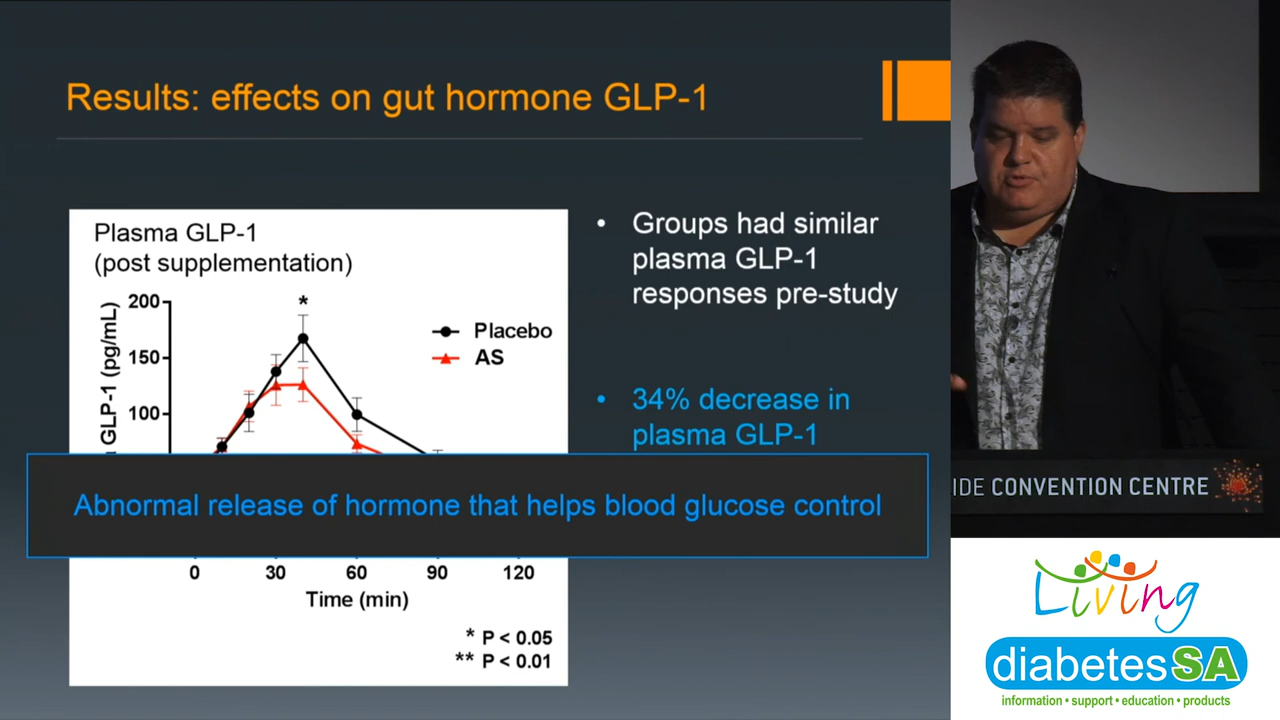 Results: effects on gut hormone GLP-1
Plasma GLP-1
(post supplementation)
GLP-1 (pg/mL)
200
150
100
*
Placebo
AS
0
30
60
90
120
Time (min)
* P < 0.05
** P < 0.01
• Groups had similar
plasma GLP-1
responses pre-study
• 34% decrease in
plasma GLP-1
Abnormal release of hormone that helps blood glucose control
IDE CONVENTION CENTRE
Living
diabetesSA
information • support • education • products